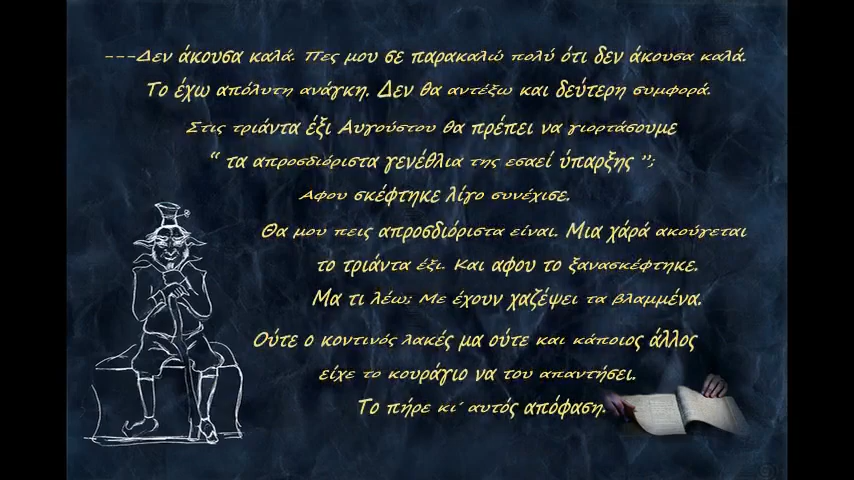 ---Δεν άκουσα καλά. Πες μου σε παρακαλώ πολύ ότι δεν άκουσα καλά.
Το έχω απόλυτη ανάγκη. Δεν θα αντέξω και δεύτερη συμφορά.
Στις τριάντα έξι Αυγούστου θα πρέπει να γιορτάσουμε
“ τα απροσδιόριστα γενέθλια της εσαεί ύπαρξης ”;
Αφου σκέφτηκε λίγο συνέχισε.
Θα μου πεις απροσδιόριστα είναι. Μια χάρά ακούγεται
το τριάντα έξι. Και αφου το ξανασκέφτηκε.
Μα τι λέω; Με έχουν χαζέψει τα βλαμμένα.
Ούτε ο κοντινός λακές μα ούτε και κάποιος άλλος
είχε το κουράγιο να του απαντήσει.
Το πήρε κι΄ αυτός απόφαση.